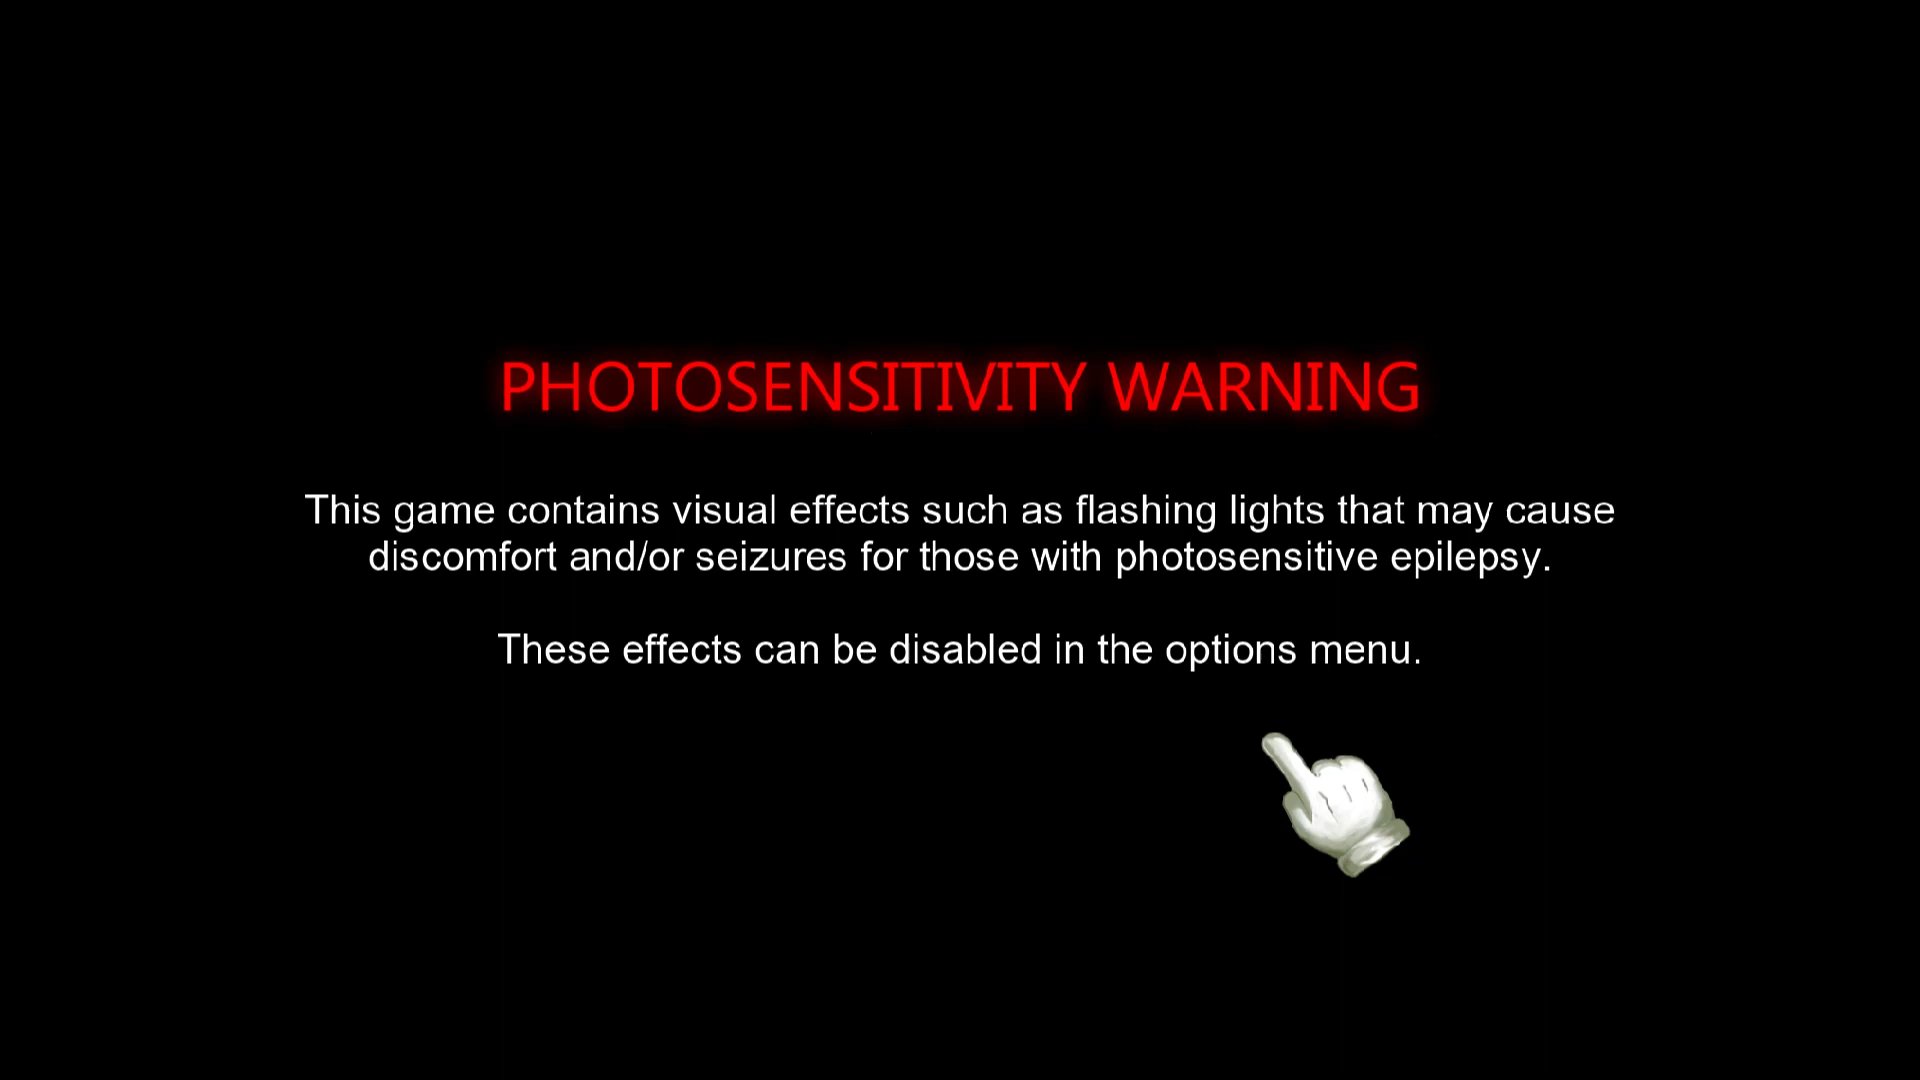 PHOTOSENSITIVITY WARNING
This game contains visual effects such as flashing lights that may cause
discomfort and/or seizures for those with photosensitive epilepsy.
These effects can be disabled in the options menu.